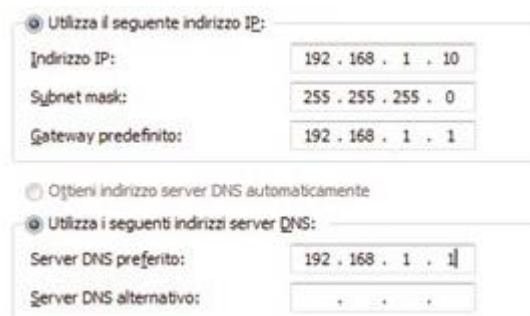 Utilizza il seguente indirizzo IP:
Indirizzo IP: 192 . 168 . 1 . 10
Subnet mask: 255 . 255 . 255 . 0
Gateway predefinito: 192 . 168 . 1 . 1
Ottieni indirizzo server DNS automaticamente
Utilizza i seguenti indirizzi server DNS:
Server DNS preferito: 192 . 168 . 1 . 1
Server DNS alternativo: . . .